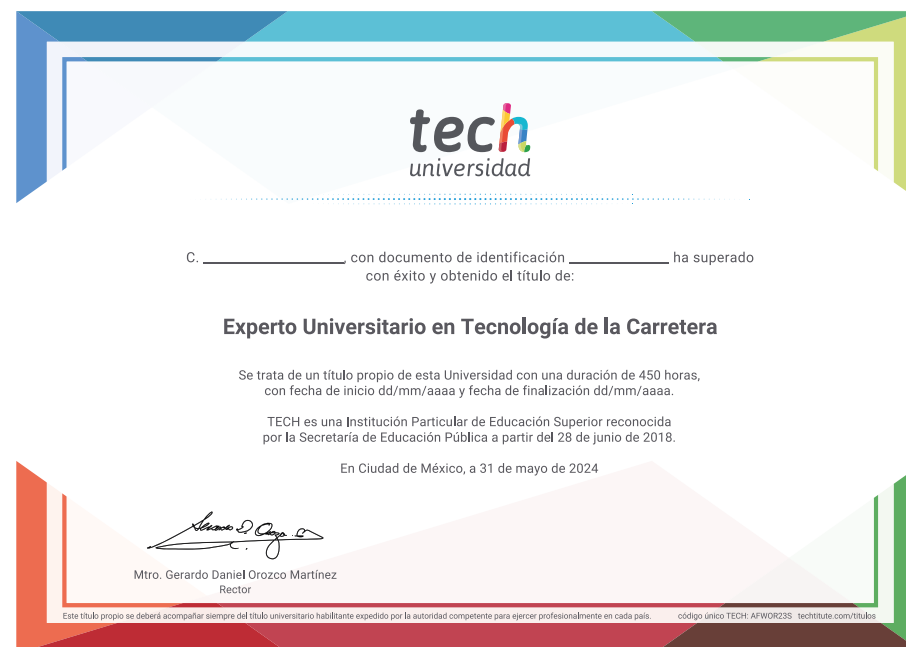 tech
universidad
C. ____________, con documento de identificación ____________ ha superado
con éxito y obtenido el título de:
Experto Universitario en Tecnología de la Carretera
Se trata de un título propio de esta Universidad con una duración de 450 horas,
con fecha de inicio dd/mm/aaaa y fecha de finalización dd/mm/aaaa.
TECH es una Institución Particular de Educación Superior reconocida
por la Secretaría de Educación Pública a partir del 28 de junio de 2018.
En Ciudad de México, a 31 de mayo de 2024
Mtro. Gerardo Daniel Orozco Martínez
Rector
Este título propio se deberá acompañar siempre del título universitario habilitante expedido por la autoridad competente para ejercer profesionalmente en cada país. código único TECH: AFWOR23S techtitute.com/titulos